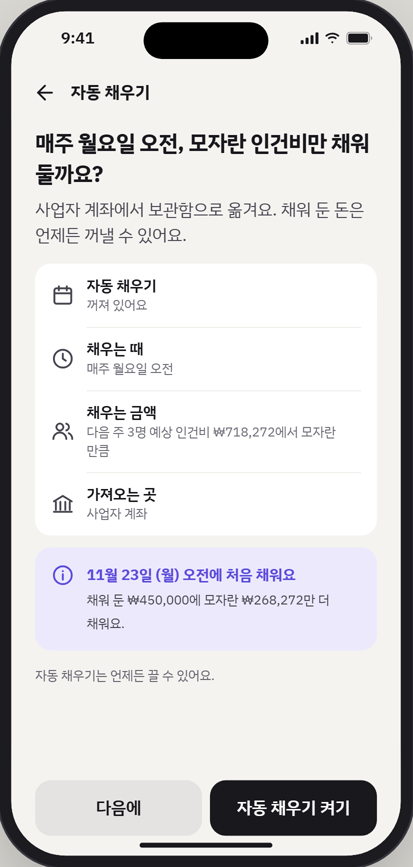 9:41
자동 채우기
매주 월요일 오전, 모자란 인건비만 채워
둘까요?
사업자 계좌에서 보관함으로 옮겨요. 채워 둔 돈은
언제든 꺼낼 수 있어요.
자동 채우기
꺼져 있어요
채우는 때
매주 월요일 오전
채우는 금액
다음 주 3명 예상 인건비 ₩718,272에서 모자란
만큼
가져오는 곳
사업자 계좌
11월 23일 (월) 오전에 처음 채워요
채워 둔 ₩450,000에 모자란 ₩268,272만 더
채워요.
자동 채우기는 언제든 끌 수 있어요.
다음에
자동 채우기 켜기